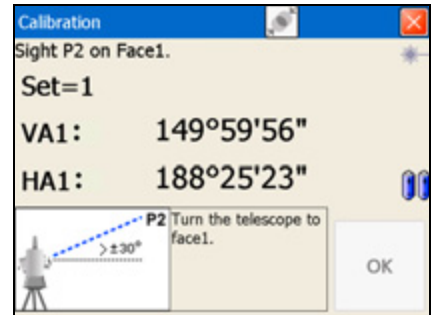 Calibration
Sight P2 on Face1.
Set=1
VA1: 149°59'56"
HA1: 188°25'23"
P2
>±30°
Turn the telescope to
face1.
OK